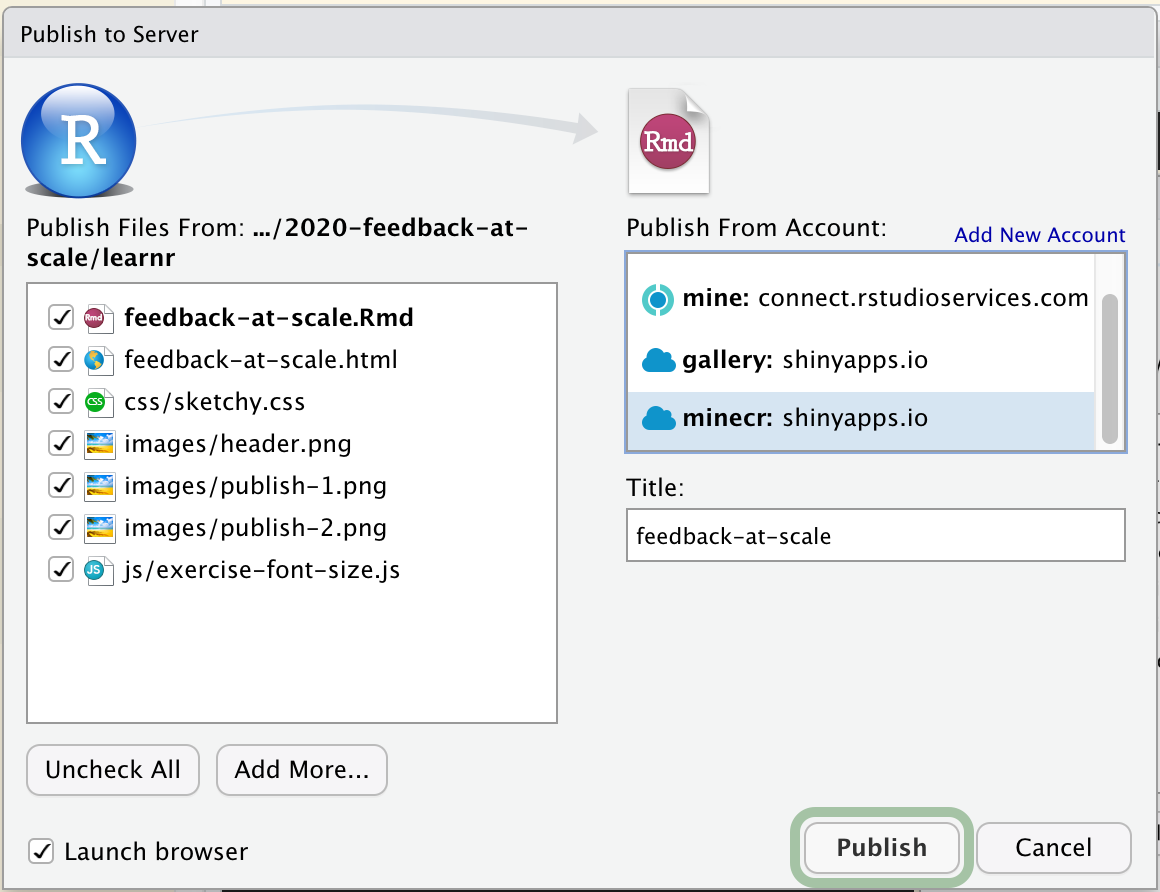 Publish to Server
R
Rmd
Publish Files From: .../2020-feedback-at-
scale/learnr
Rmd feedback-at-scale.Rmd
feedback-at-scale.html
CSS css/sketchy.css
images/header.png
images/publish-1.png
images/publish-2.png
JS js/exercise-font-size.js
Uncheck All
Add More...
Launch browser
Publish From Account:
Add New Account
mine: connect.rstudioservices.com
gallery: shinyapps.io
minecr: shinyapps.io
Title:
feedback-at-scale
Publish
Cancel